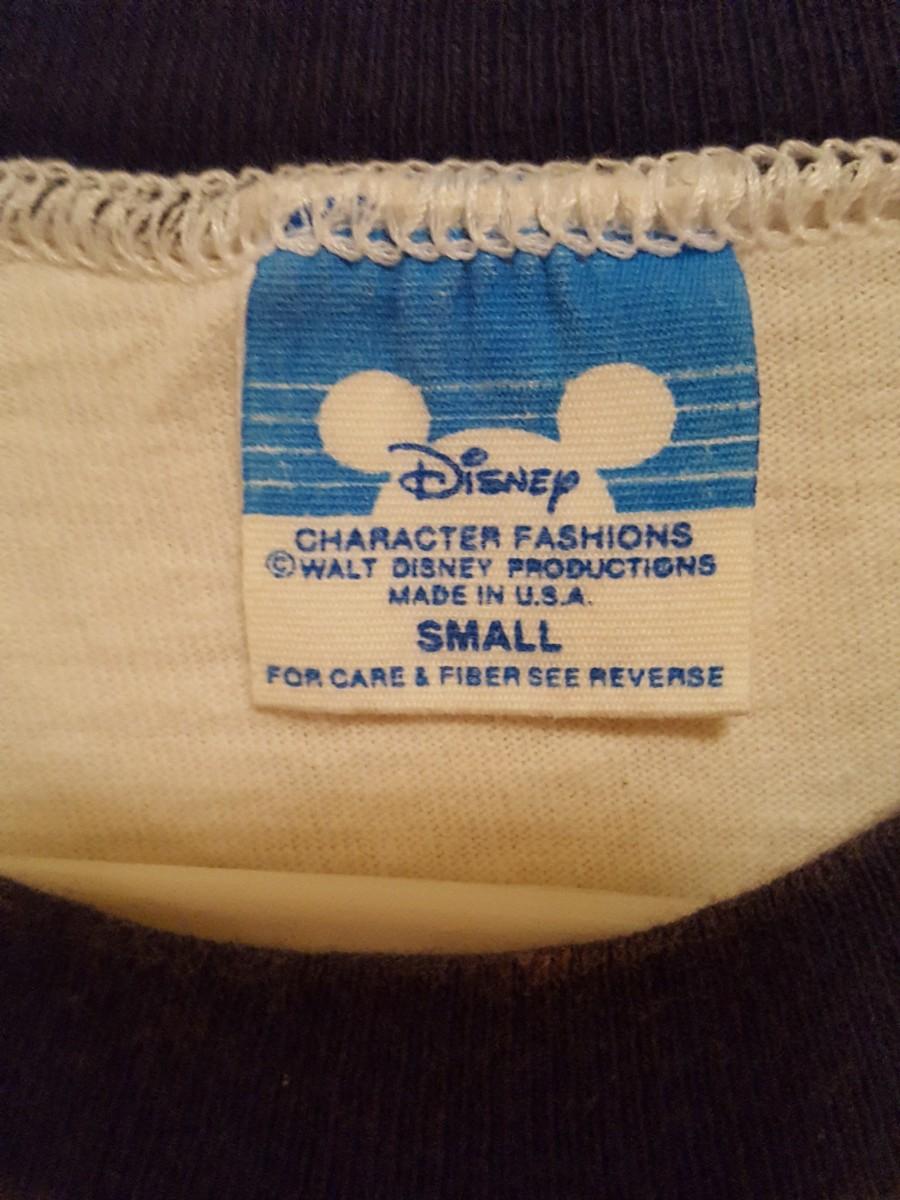 Disney
CHARACTER FASHIONS
©WALT DISNEY PRODUCTIONS
MADE IN U.S.A.
SMALL
FOR CARE & FIBER SEE REVERSE